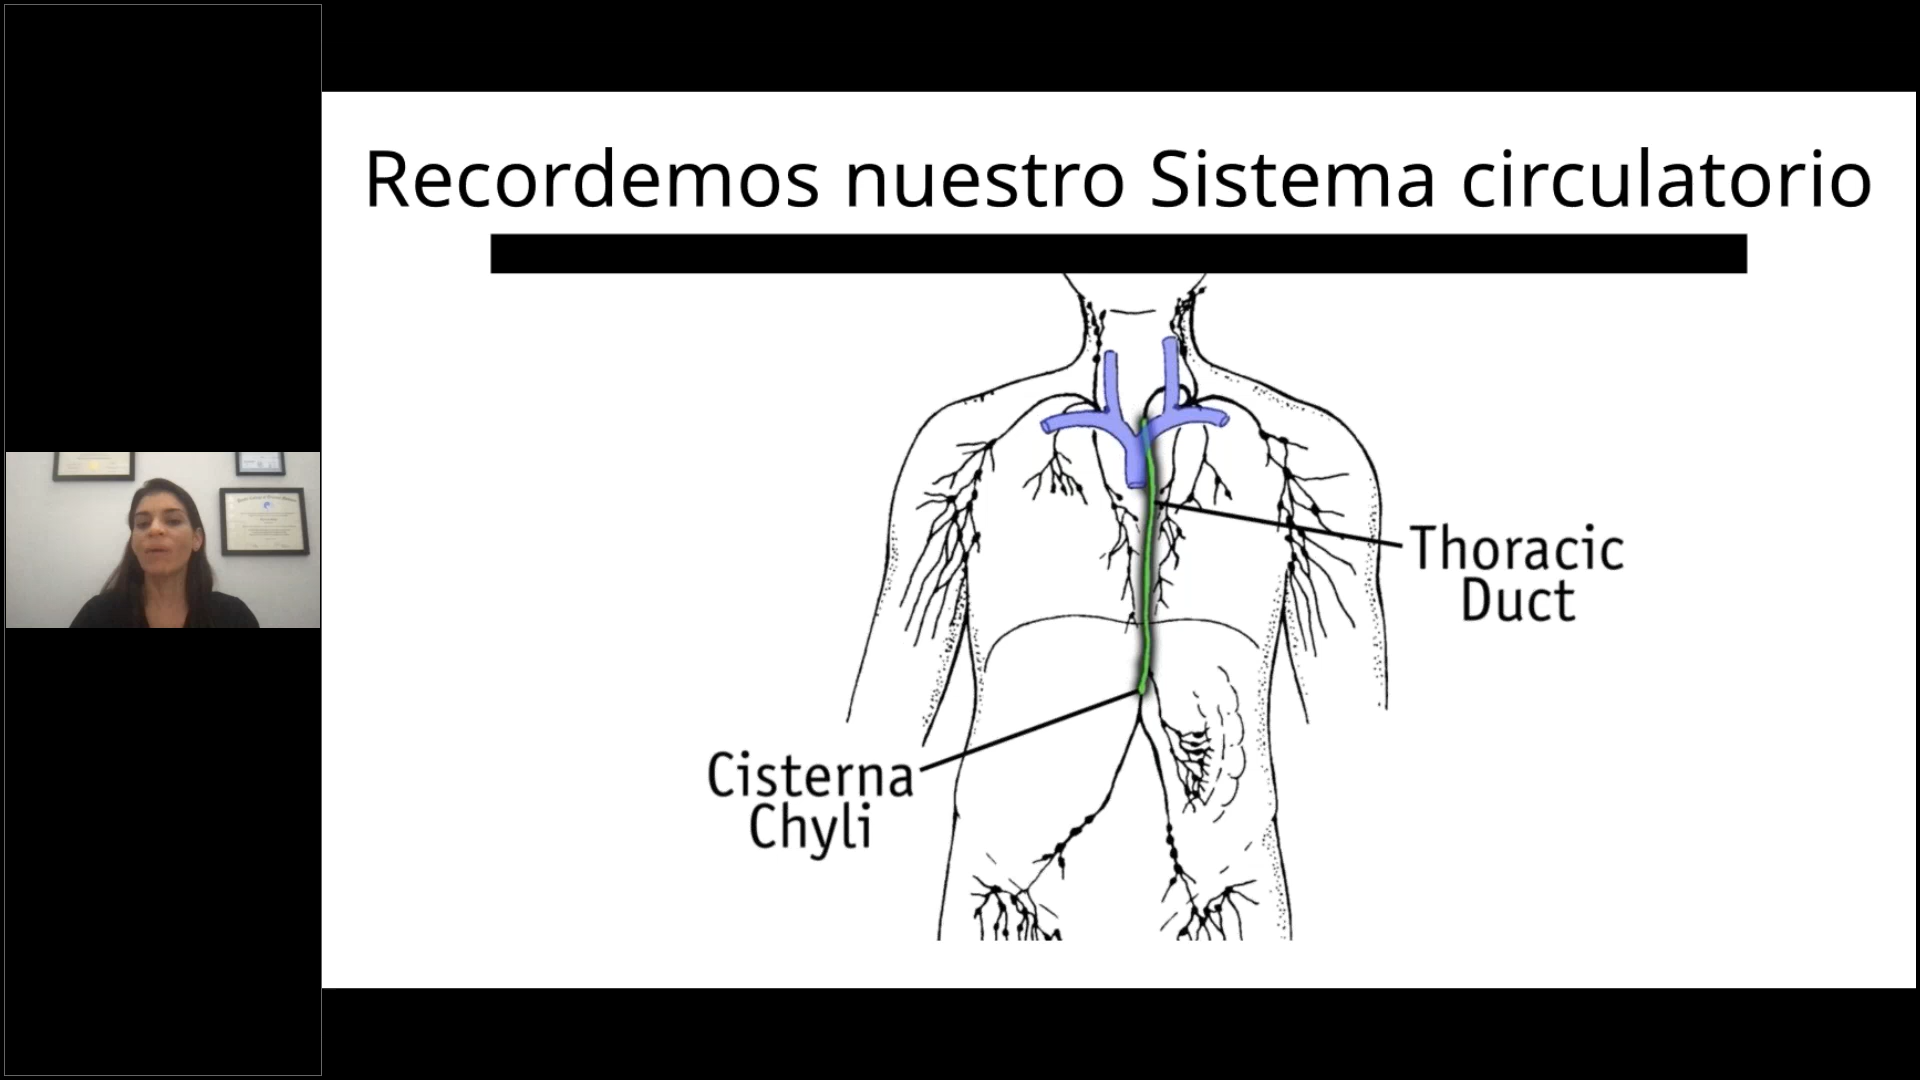 Recordemos nuestro Sistema circulatorio
Thoracic
Duct
Cisterna
Chyli